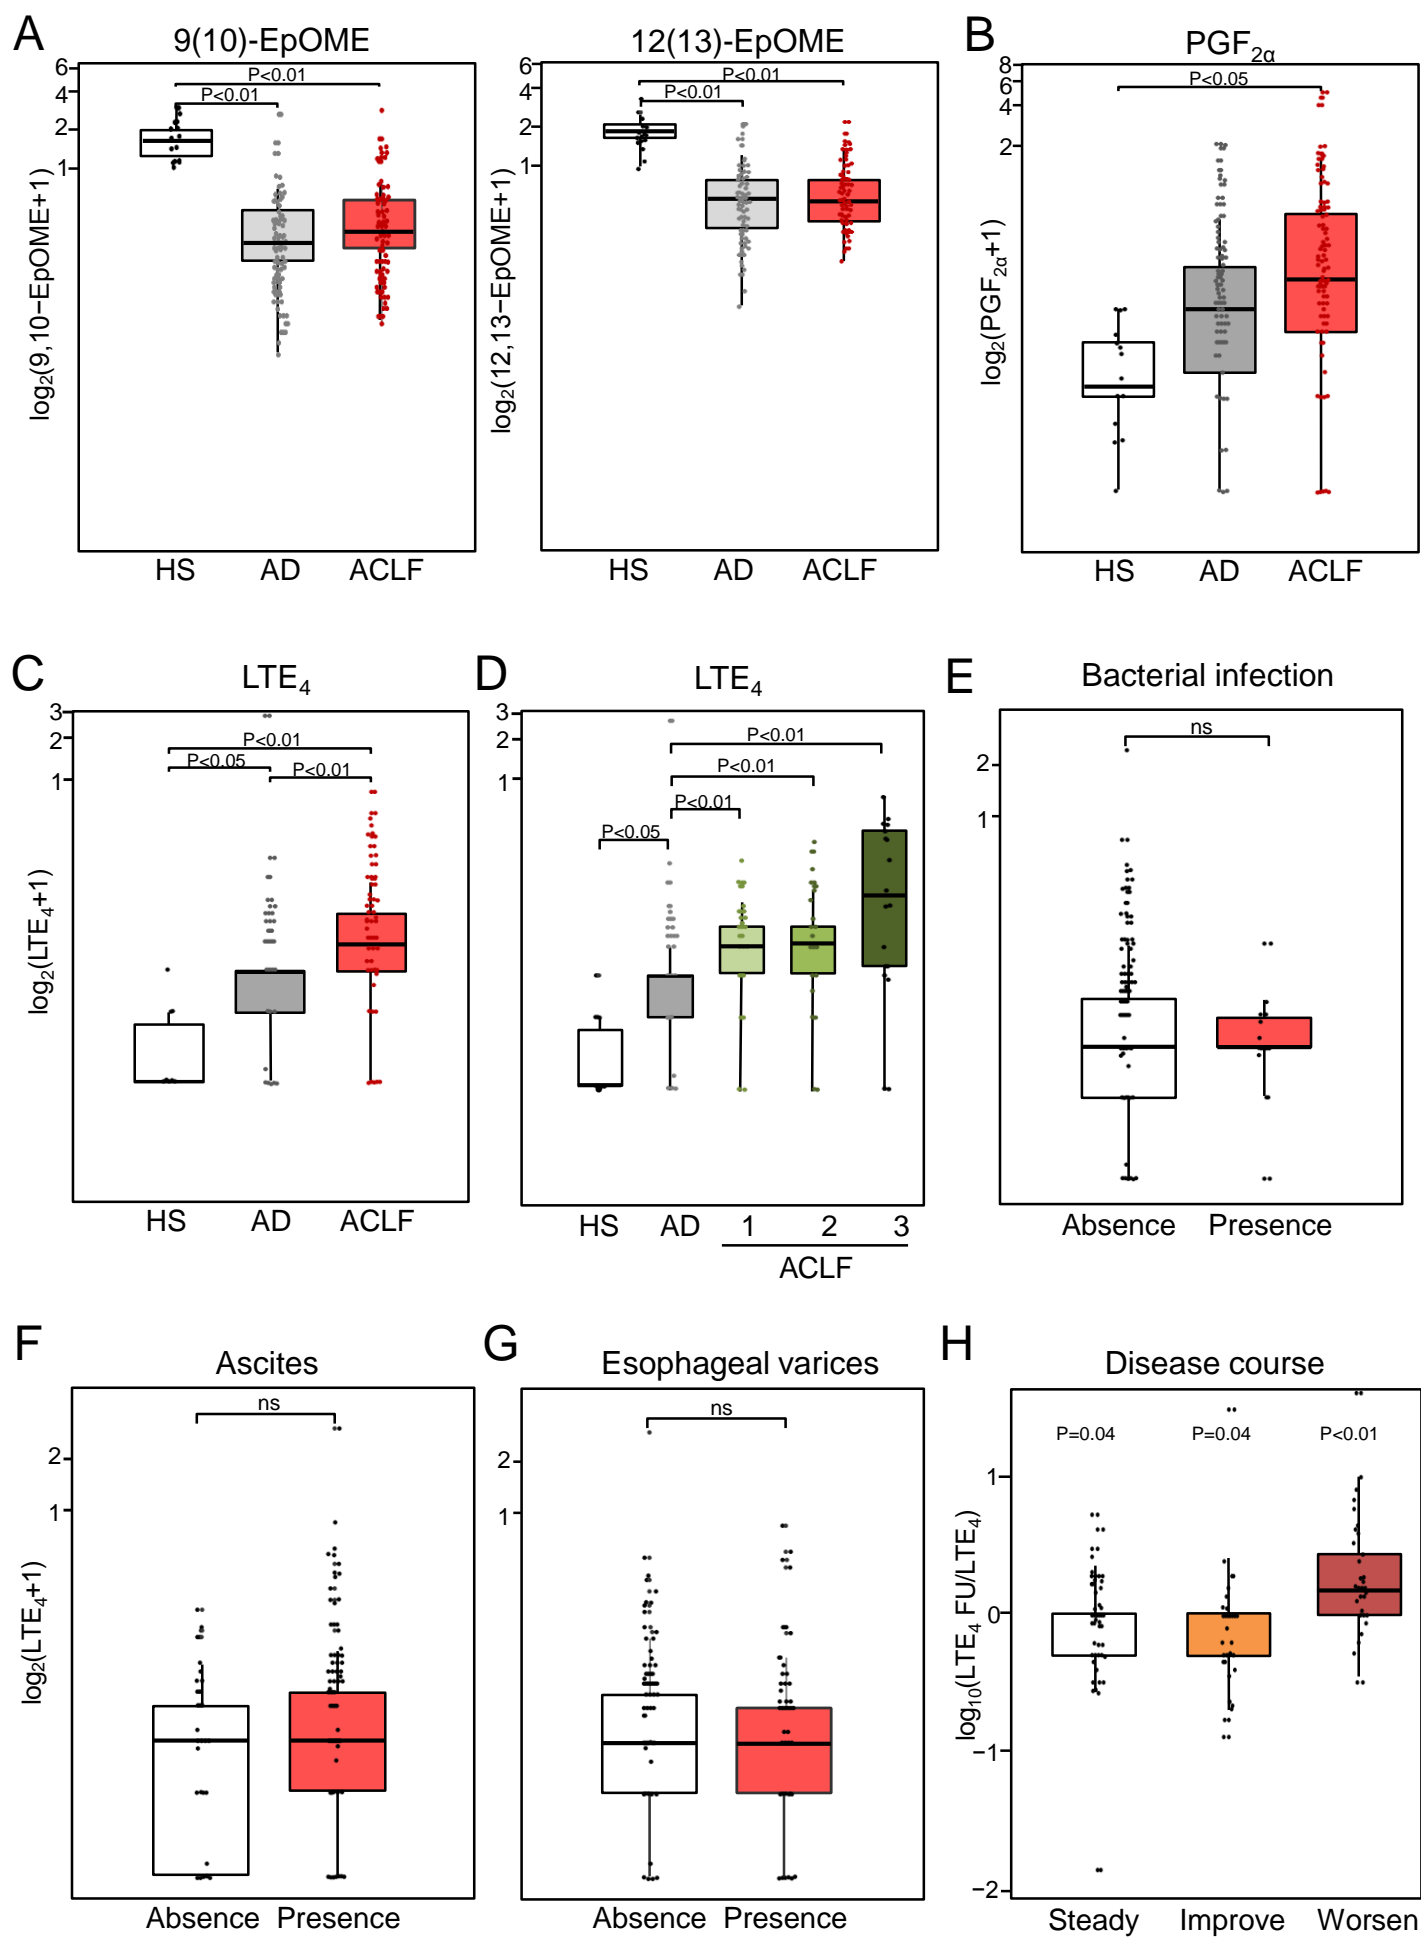 A
9(10)-EpOME
12(13)-EpOME
B
PGF2α
6
4
2
1
P<0.01
P<0.01
log2(9,10−EpOME+1)
HS AD ACLF
6
4
2
1
P<0.01
P<0.01
log2(12,13−EpOME+1)
HS AD ACLF
8
6
4
2
P<0.05
log2(PGF2α+1)
HS AD ACLF
C
LTE4
3
2
1
P<0.01
P<0.05
P<0.01
log2(LTE4+1)
HS AD ACLF
D
LTE4
3
2
1
P<0.01
P<0.01
P<0.01
P<0.05
HS AD 1 2 3
ACLF
E
Bacterial infection
ns
2
1
Absence Presence
F
Ascites
ns
2
1
log2(LTE4+1)
Absence Presence
G
Esophageal varices
ns
2
1
Absence Presence
H
Disease course
P=0.04 P=0.04 P<0.01
1
0
−1
−2
log10(LTE4 FU/LTE4)
Steady Improve Worsen